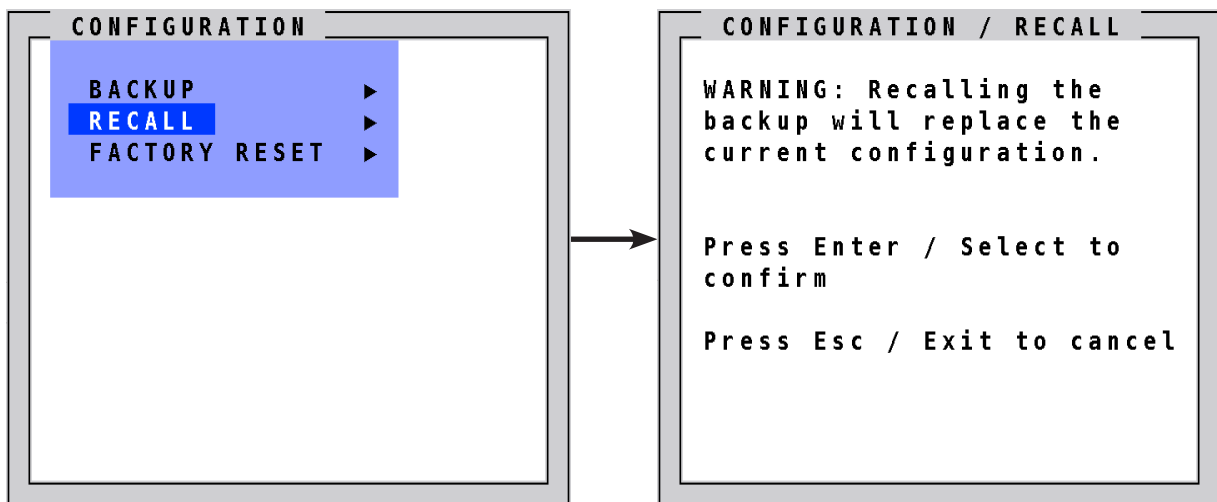 CONFIGURATION
BACKUP
RECALL
FACTORY RESET
CONFIGURATION / RECALL
WARNING: Recalling the
backup will replace the
current configuration.
Press Enter / Select to
confirm
Press Esc / Exit to cancel